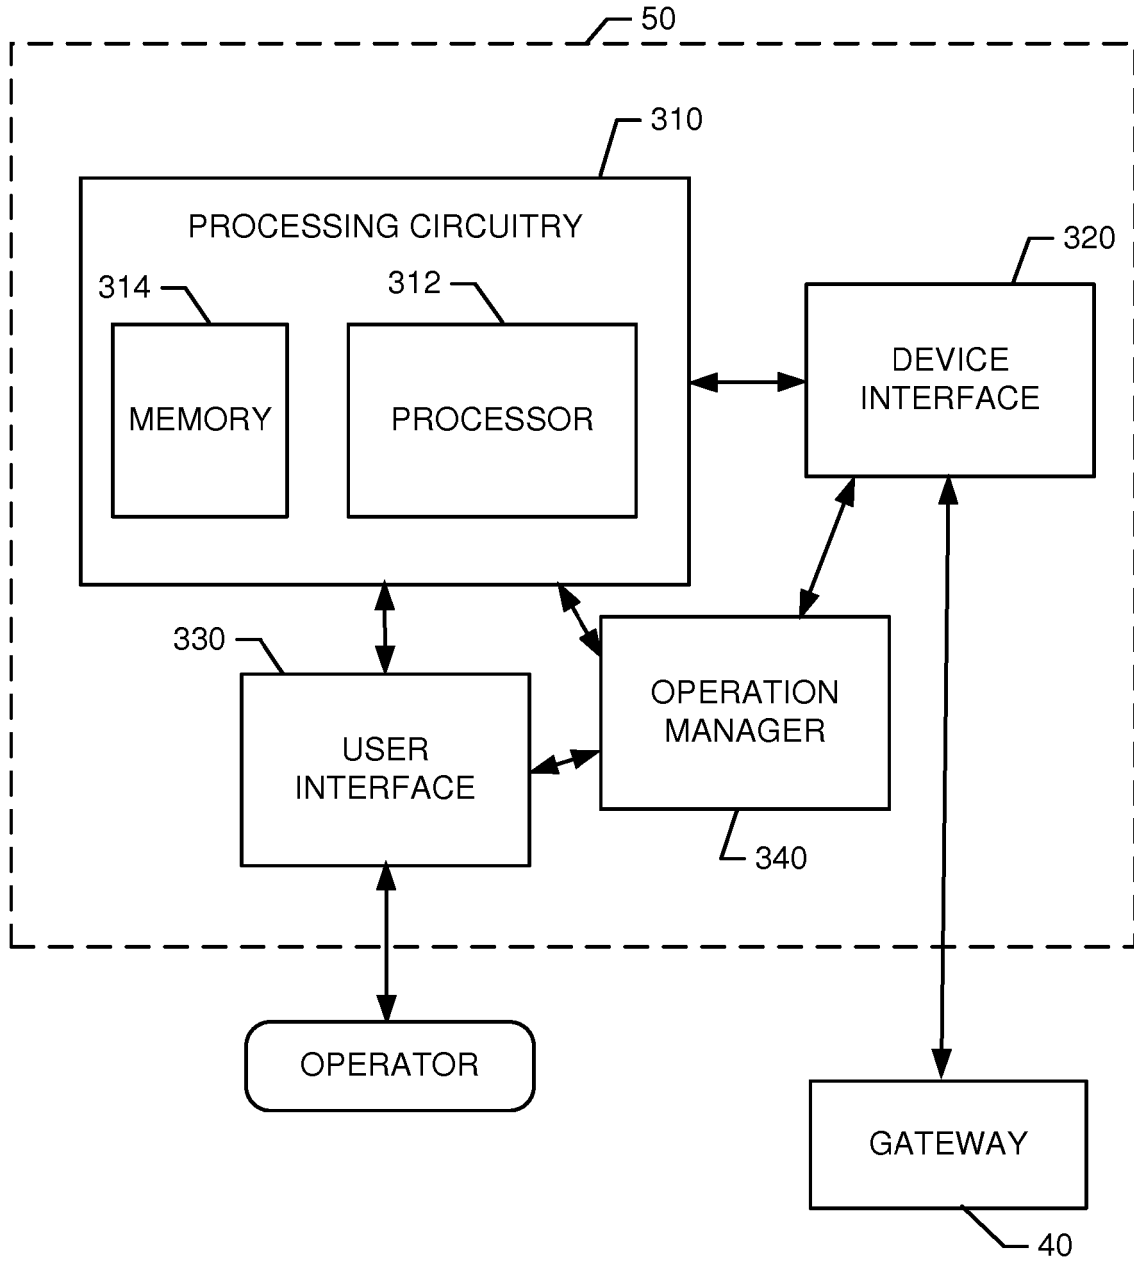 50
310
PROCESSING CIRCUITRY
320
314
312
DEVICE
INTERFACE
MEMORY
PROCESSOR
330
OPERATION
MANAGER
USER
INTERFACE
340
OPERATOR
GATEWAY
40